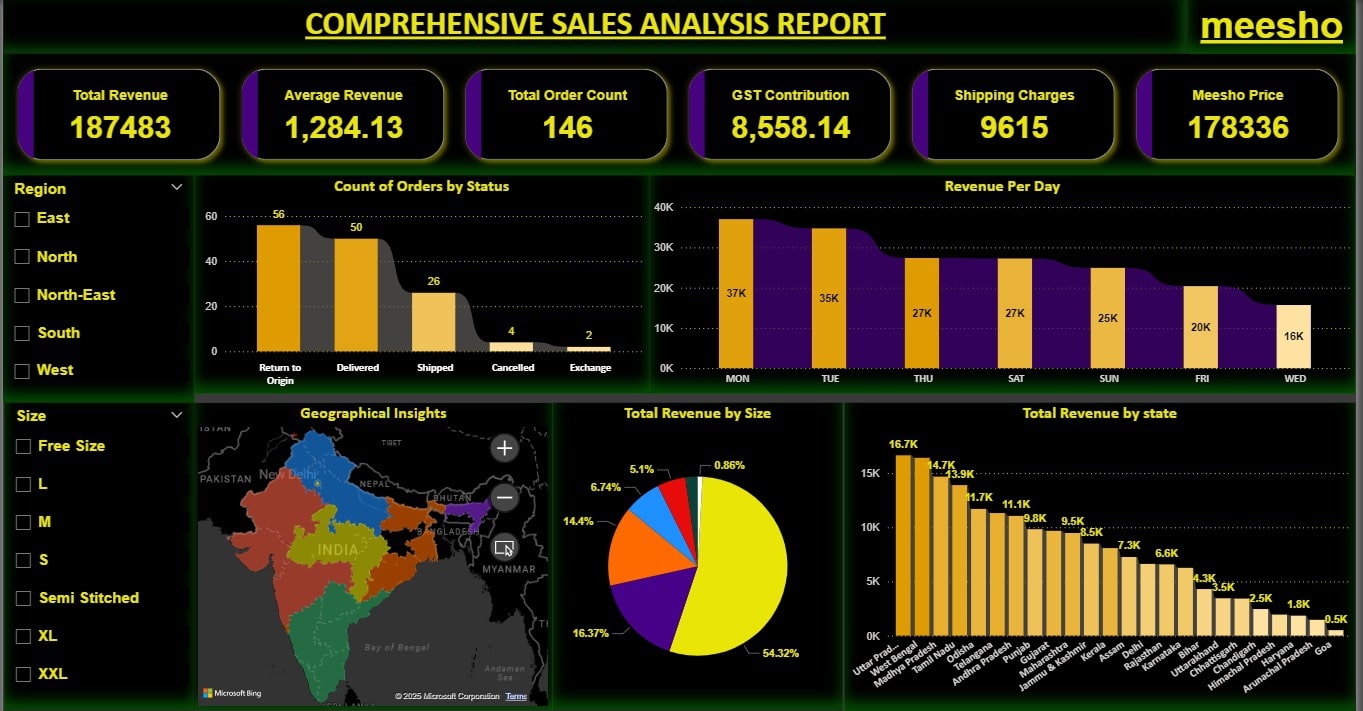 COMPREHENSIVE SALES ANALYSIS REPORT
meesho
Total Revenue
187483
Average Revenue
1,284.13
Total Order Count
146
GST Contribution
8,558.14
Shipping Charges
9615
Meesho Price
178336
Region
East
North
North-East
South
West
Count of Orders by Status
60
40
20
0
56
50
26
4
2
Return to
Origin
Delivered
Shipped
Cancelled
Exchange
Revenue Per Day
40K
30K
20K
10K
0K
37K
35K
27K
27K
25K
20K
16K
MON
TUE
THU
SAT
SUN
FRI
WED
Size
Free Size
L
M
S
Semi Stitched
XL
XXL
Geographical Insights
TIBET
PAKISTAN
New Delhi
NEPAL
BHUTAN
BANGLADESH
INDIA
MYANMAR
Bay of Bengal
Andaman
Sea
Microsoft Bing
© 2025 Microsoft Corporation
Terms
Total Revenue by Size
0.86%
5.1%
6.74%
14.4%
16.37%
54.32%
Total Revenue by state
15K
10K
5K
0K
16.7K
14.7K
13.9K
11.7K
11.1K
9.8K
9.5K
8.5K
7.3K
6.6K
4.3K
3.5K
2.5K
1.8K
0.5K
Uttar Prad...
West Bengal
Madhya Pradesh
Tamil Nadu
Odisha
Telangana
Andhra Pradesh
Punjab
Gujarat
Maharashtra
Jammu & Kashmir
Kerala
Assam
Delhi
Rajasthan
Karnataka
Bihar
Uttarakhand
Chhattisgarh
Chandigarh
Himachal Pradesh
Haryana
Arunachal Pradesh
Goa